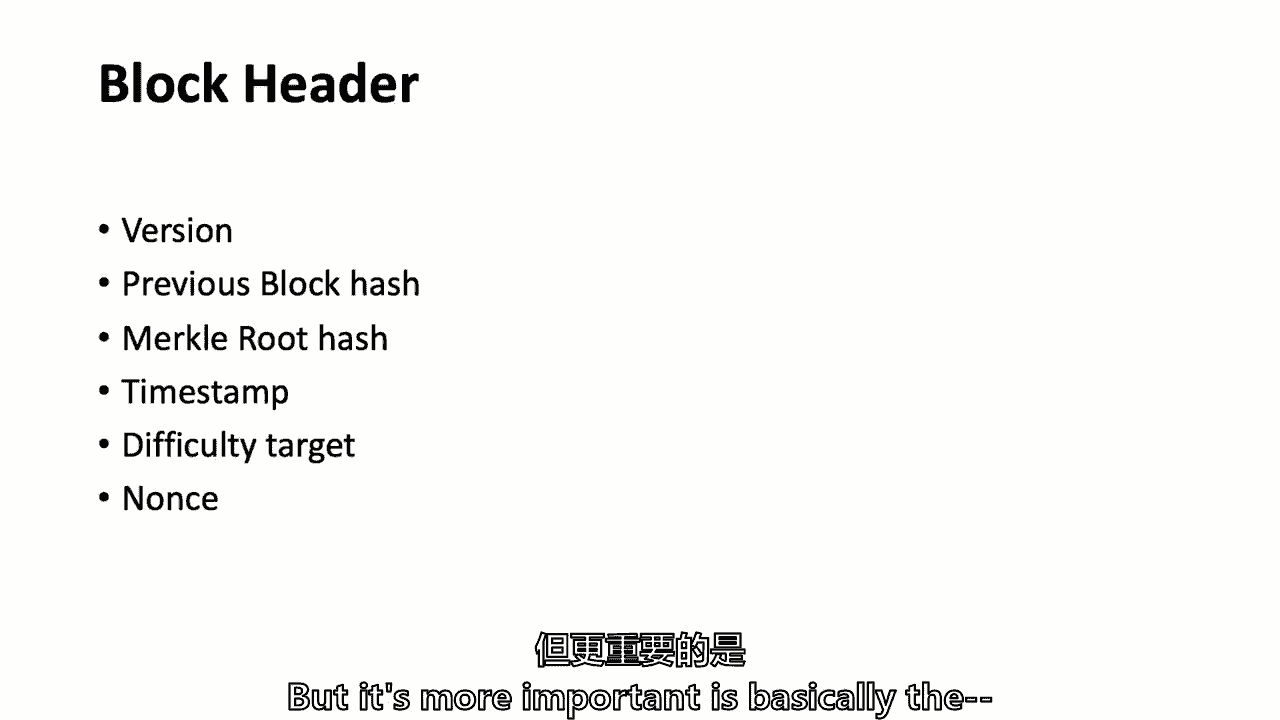 Block Header
• Version
• Previous Block hash
• Merkle Root hash
• Timestamp
• Difficulty target
• Nonce
但更重要的是
But it's more important is basically the--